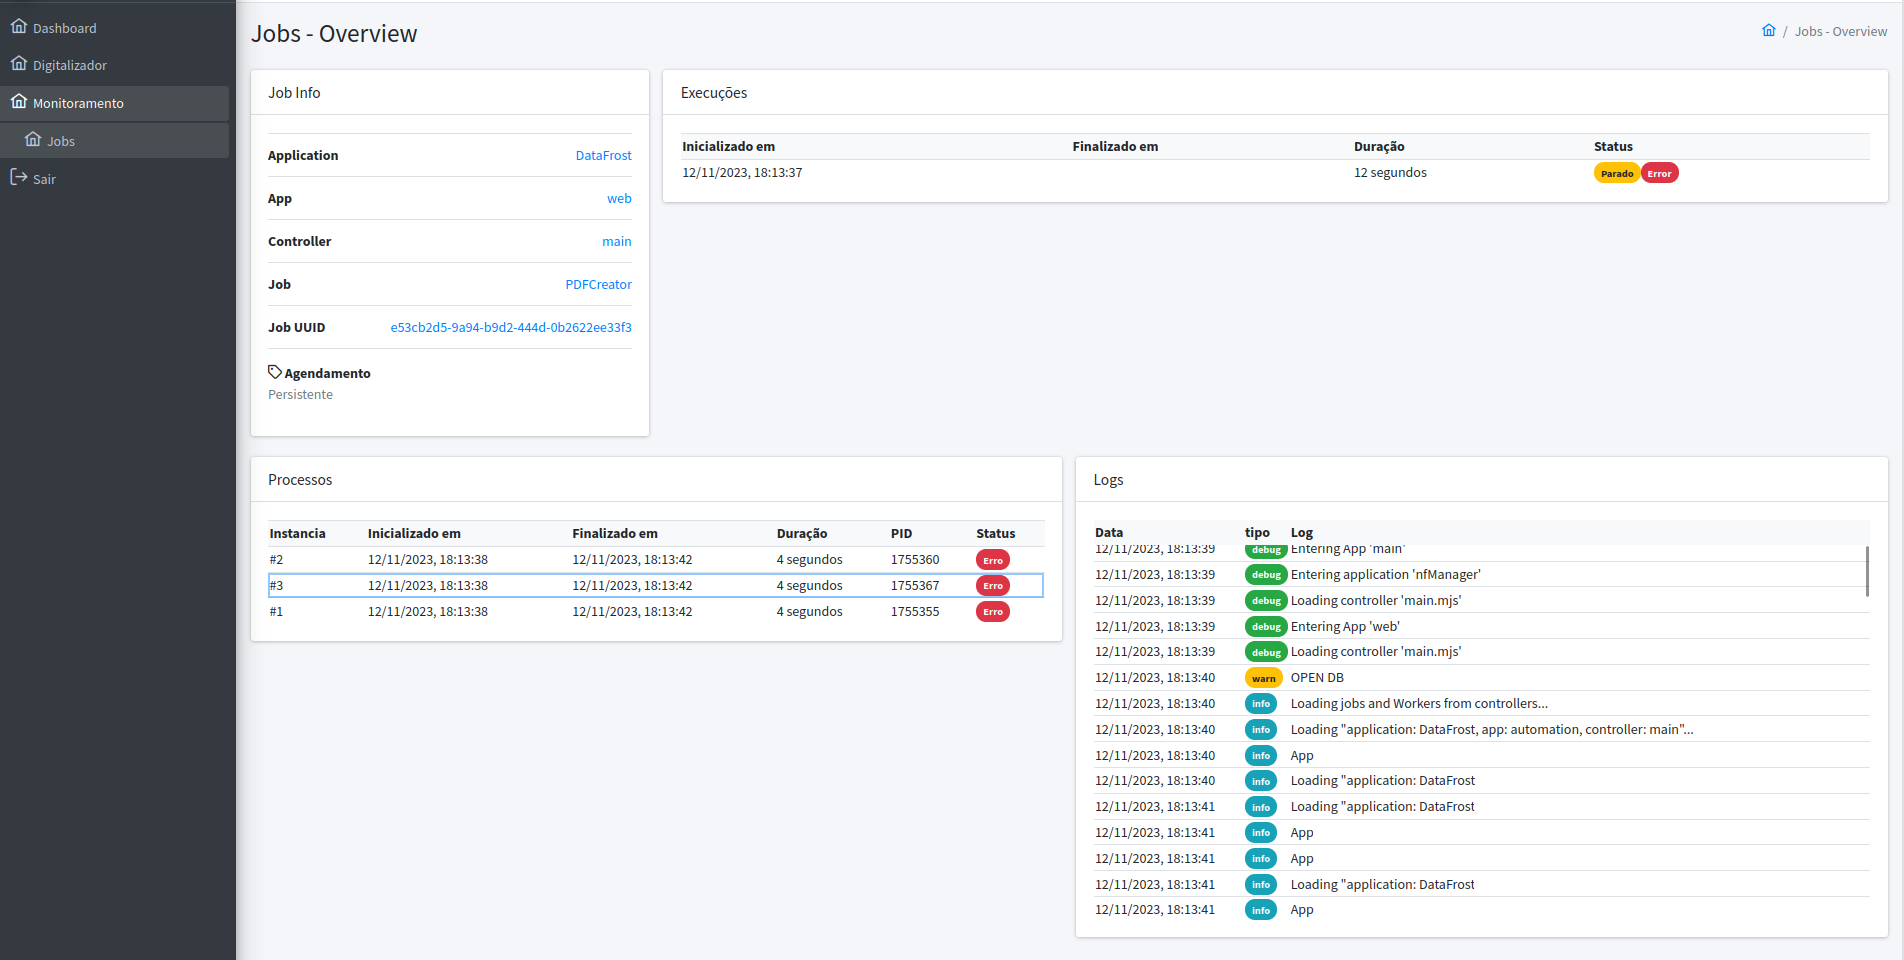 Dashboard
Digitalizador
Monitoramento
Jobs
Sair
Jobs - Overview
/ Jobs - Overview
Job Info
Application DataFrost
App web
Controller main
Job PDFCreator
Job UUID e53cb2d5-9a94-b9d2-444d-0b2622ee33f3
Agendamento
Persistente
Execuções
Inicializado em Finalizado em Duração Status
12/11/2023, 18:13:37 12 segundos Parado Error
Processos
Instancia Inicializado em Finalizado em Duração PID Status
#2 12/11/2023, 18:13:38 12/11/2023, 18:13:42 4 segundos 1755360 Erro
#3 12/11/2023, 18:13:38 12/11/2023, 18:13:42 4 segundos 1755367 Erro
#1 12/11/2023, 18:13:38 12/11/2023, 18:13:42 4 segundos 1755355 Erro
Logs
Data tipo Log
12/11/2023, 18:13:39 debug Entering App 'main'
12/11/2023, 18:13:39 debug Entering application 'nfManager'
12/11/2023, 18:13:39 debug Loading controller 'main.mjs'
12/11/2023, 18:13:39 debug Entering App 'web'
12/11/2023, 18:13:39 debug Loading controller 'main.mjs'
12/11/2023, 18:13:40 warn OPEN DB
12/11/2023, 18:13:40 info Loading jobs and Workers from controllers...
12/11/2023, 18:13:40 info Loading "application: DataFrost, app: automation, controller: main"...
12/11/2023, 18:13:40 info App
12/11/2023, 18:13:40 info Loading "application: DataFrost
12/11/2023, 18:13:41 info Loading "application: DataFrost
12/11/2023, 18:13:41 info App
12/11/2023, 18:13:41 info App
12/11/2023, 18:13:41 info Loading "application: DataFrost
12/11/2023, 18:13:41 info App